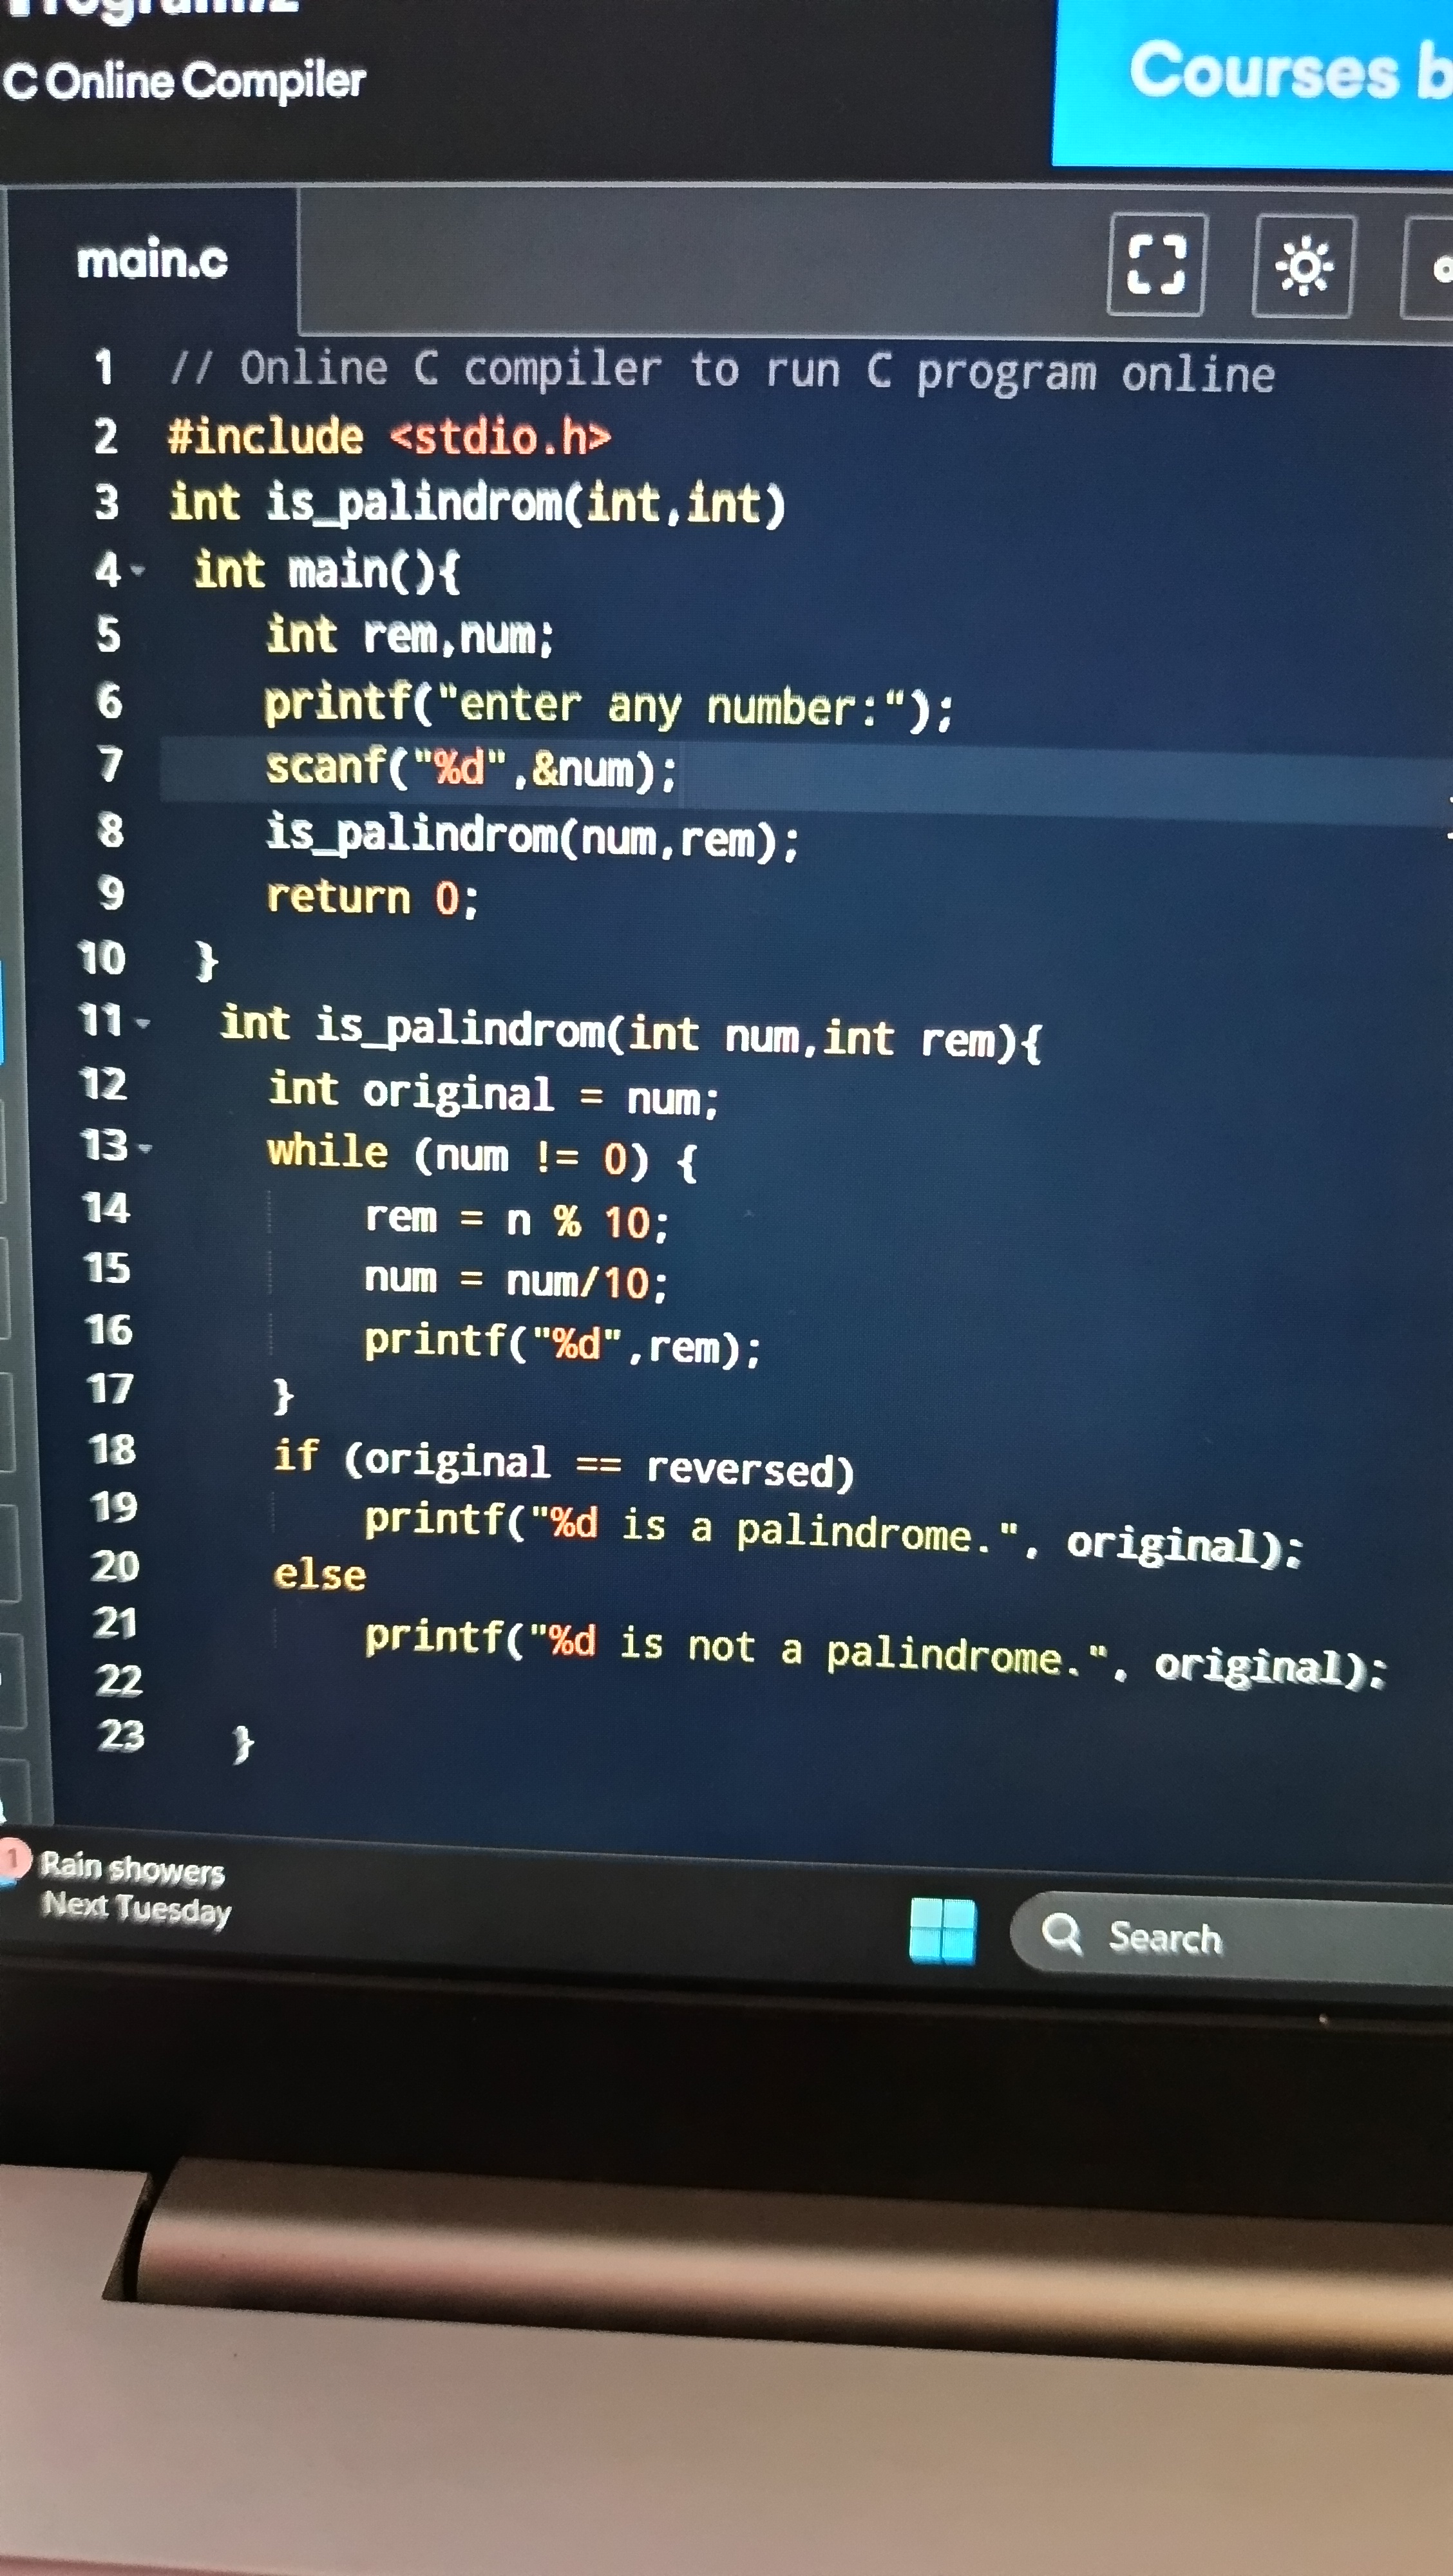 C Online Compiler
Courses
main.c
1 // Online C compiler to run C program online
2 #include <stdio.h>
3 int is_palindrom(int,int)
4 int main(){
5 int rem,num;
6 printf("enter any number:");
7 scanf("%d",&num);
8 is_palindrom(num,rem);
9 return 0;
10 }
11 int is_palindrom(int num,int rem){
12 int original = num;
13 while (num != 0) {
14 rem = n % 10;
15 num = num/10;
16 printf("%d",rem);
17 }
18 if (original == reversed)
19 printf("%d is a palindrome.", original);
20 else
21 printf("%d is not a palindrome.", original);
22
23 }
1
Rain showers
Next Tuesday
Search